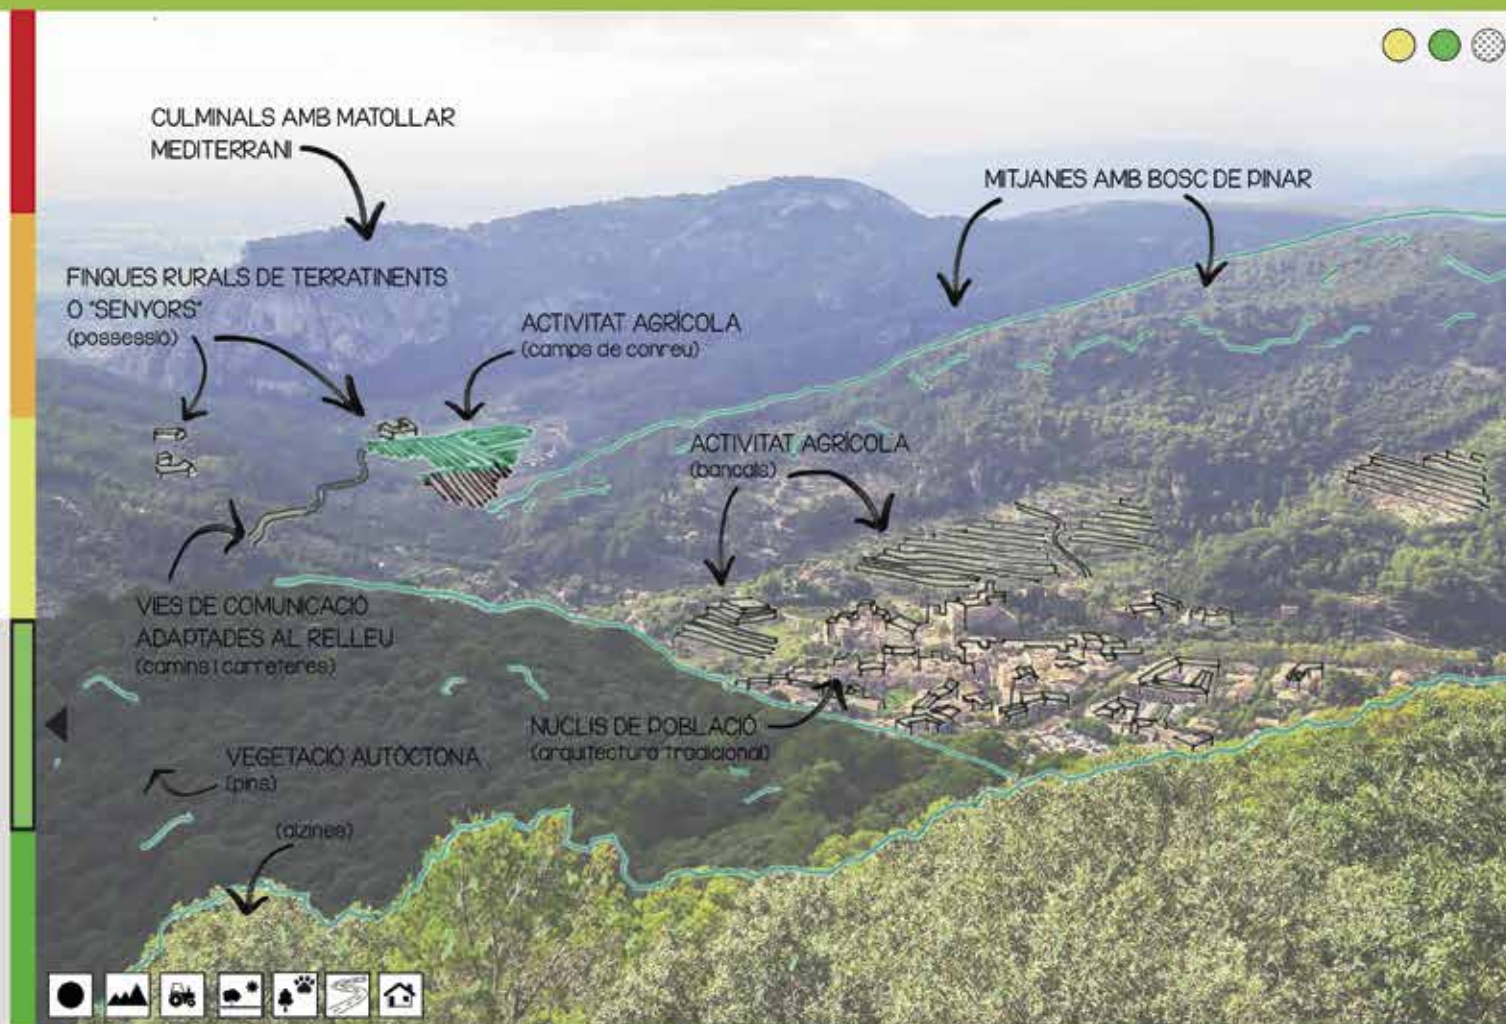 CULMINALS AMB MATOLLAR
MEDITERRANI
MITJANES AMB BOSC DE PINAR
FINQUES RURALS DE TERRATINENTS
O "SENYORS"
(possessió)
ACTIVITAT AGRÍCOLA
(camps de conreu)
ACTIVITAT AGRÍCOLA
(bancals)
VIES DE COMUNICACIÓ
ADAPTADES AL RELLEU
(camins i carreteres)
NUCLIS DE POBLACIÓ
(arquitectura tradicional)
VEGETACIÓ AUTÒCTONA
(pins)
(alzines)